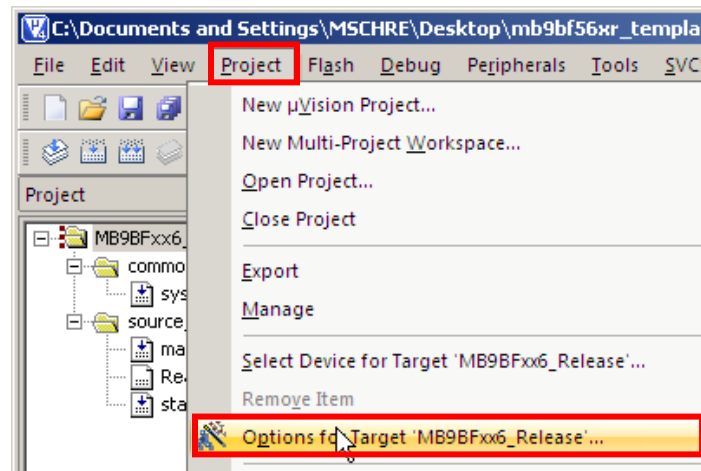 C:\Documents and Settings\MSCHRE\Desktop\mb9bf56xr_templa
File Edit View Project Flash Debug Peripherals Tools SVC
New µVision Project...
New Multi-Project Workspace...
Open Project...
Close Project
Export
Manage
Select Device for Target 'MB9BFxx6_Release'...
Remove Item
Options for Target 'MB9BFxx6_Release'...
Project
MB9BFxx6_
commo
sys
source_
ma
Re
sta